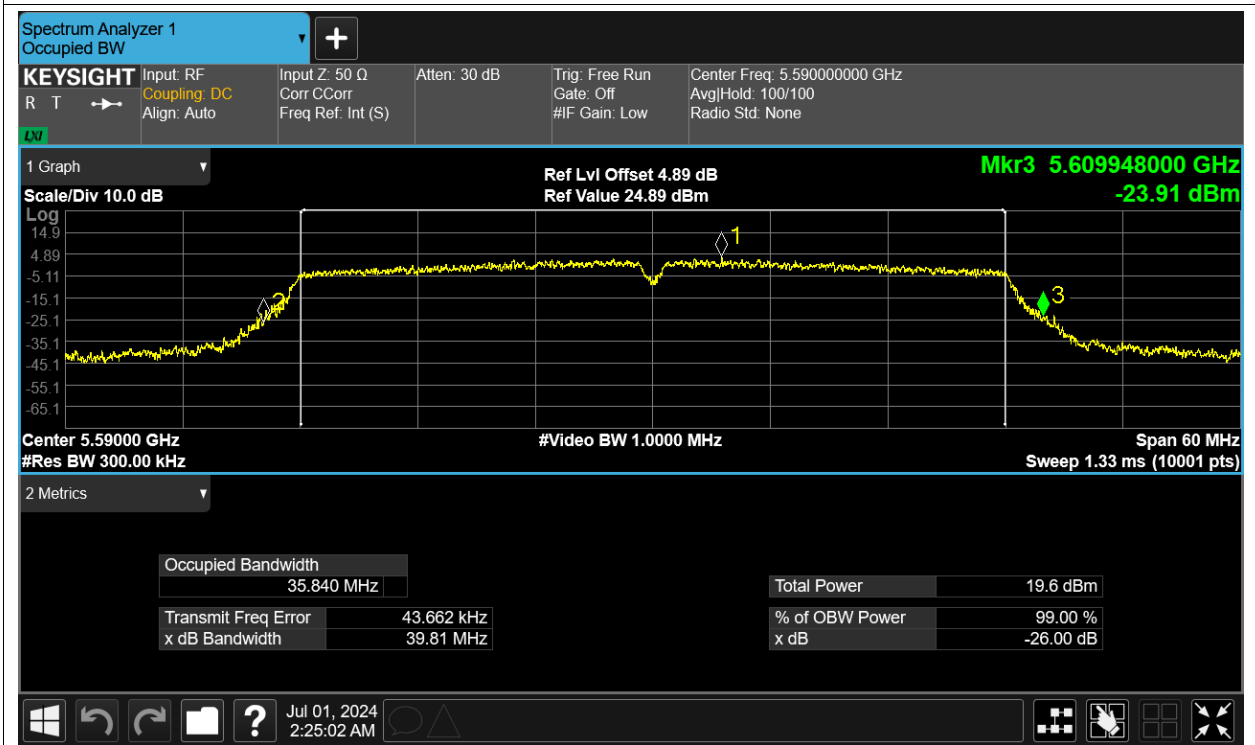 Spectrum Analyzer 1
Occupied BW
KEYSIGHT
R T
LXI
Input: RF
Coupling: DC
Align: Auto
Input Z: 50 Ω
Corr CCorr
Freq Ref: Int (S)
Atten: 30 dB
Trig: Free Run
Gate: Off
#IF Gain: Low
Center Freq: 5.590000000 GHz
Avg|Hold: 100/100
Radio Std: None
1 Graph
Scale/Div 10.0 dB
Ref Lvl Offset 4.89 dB
Ref Value 24.89 dBm
Mkr3 5.609948000 GHz
-23.91 dBm
Log
14.9
4.89
-5.11
-15.1
-25.1
-35.1
-45.1
-55.1
-65.1
1
2
3
Center 5.59000 GHz
#Res BW 300.00 kHz
#Video BW 1.0000 MHz
Span 60 MHz
Sweep 1.33 ms (10001 pts)
2 Metrics
Occupied Bandwidth
35.840 MHz
Transmit Freq Error 43.662 kHz
x dB Bandwidth 39.81 MHz
Total Power 19.6 dBm
% of OBW Power 99.00 %
x dB -26.00 dB
?
Jul 01, 2024
2:25:02 AM